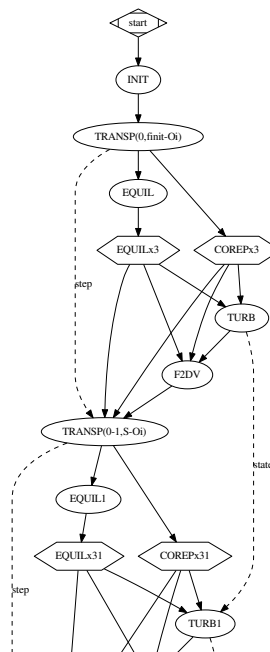 start
INIT
TRANSP(0,finit-Oi)
EQUIL
EQUILx3
COREPx3
step
TURB
F2DV
TRANSP(0-1,S-Oi)
state
EQUIL1
EQUILx31
COREPx31
step
TURB1